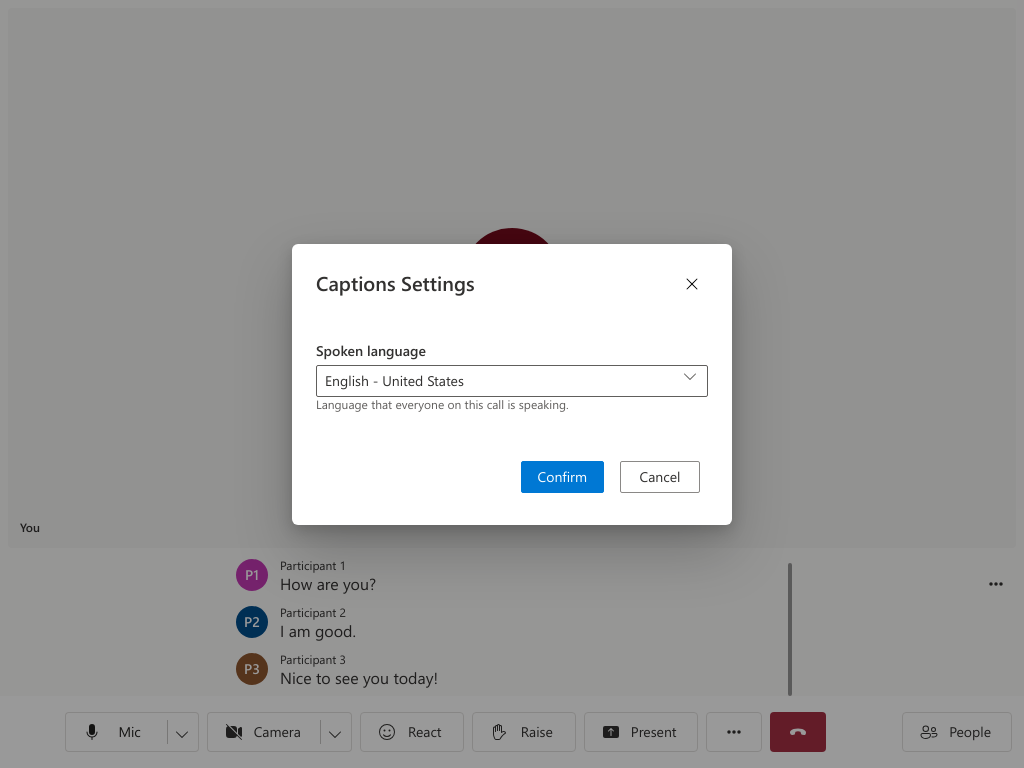 Captions Settings
Spoken language
English - United States
Language that everyone on this call is speaking.
Confirm
Cancel
You
P1
Participant 1
How are you?
P2
Participant 2
I am good.
P3
Participant 3
Nice to see you today!
Mic
Camera
React
Raise
Present
People